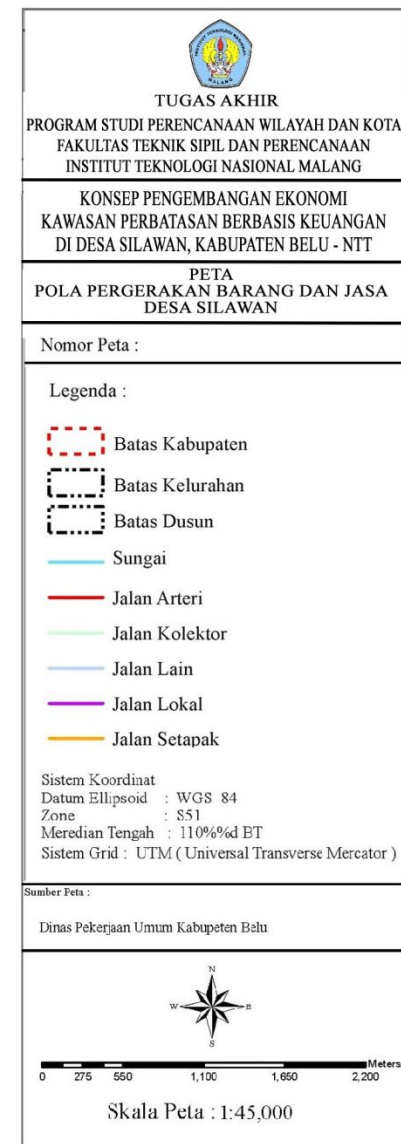 INSTITUT TEKNOLOGI NASIONAL
MALANG
TUGAS AKHIR
PROGRAM STUDI PERENCANAAN WILAYAH DAN KOTA
FAKULTAS TEKNIK SIPIL DAN PERENCANAAN
INSTITUT TEKNOLOGI NASIONAL MALANG
KONSEP PENGEMBANGAN EKONOMI
KAWASAN PERBATASAN BERBASIS KEUANGAN
DI DESA SILAWAN, KABUPATEN BELU - NTT
PETA
POLA PERGERAKAN BARANG DAN JASA
DESA SILAWAN
Nomor Peta :
Legenda :
Batas Kabupaten
Batas Kelurahan
Batas Dusun
Sungai
Jalan Arteri
Jalan Kolektor
Jalan Lain
Jalan Lokal
Jalan Setapak
Sistem Koordinat
Datum Ellipsoid : WGS 84
Zone : S51
Meredian Tengah : 110%%d BT
Sistem Grid : UTM ( Universal Transverse Mercator )
Sumber Peta :
Dinas Pekerjaan Umum Kabupeten Belu
N
W E
S
Meters
0 275 550 1,100 1,650 2,200
Skala Peta : 1:45,000